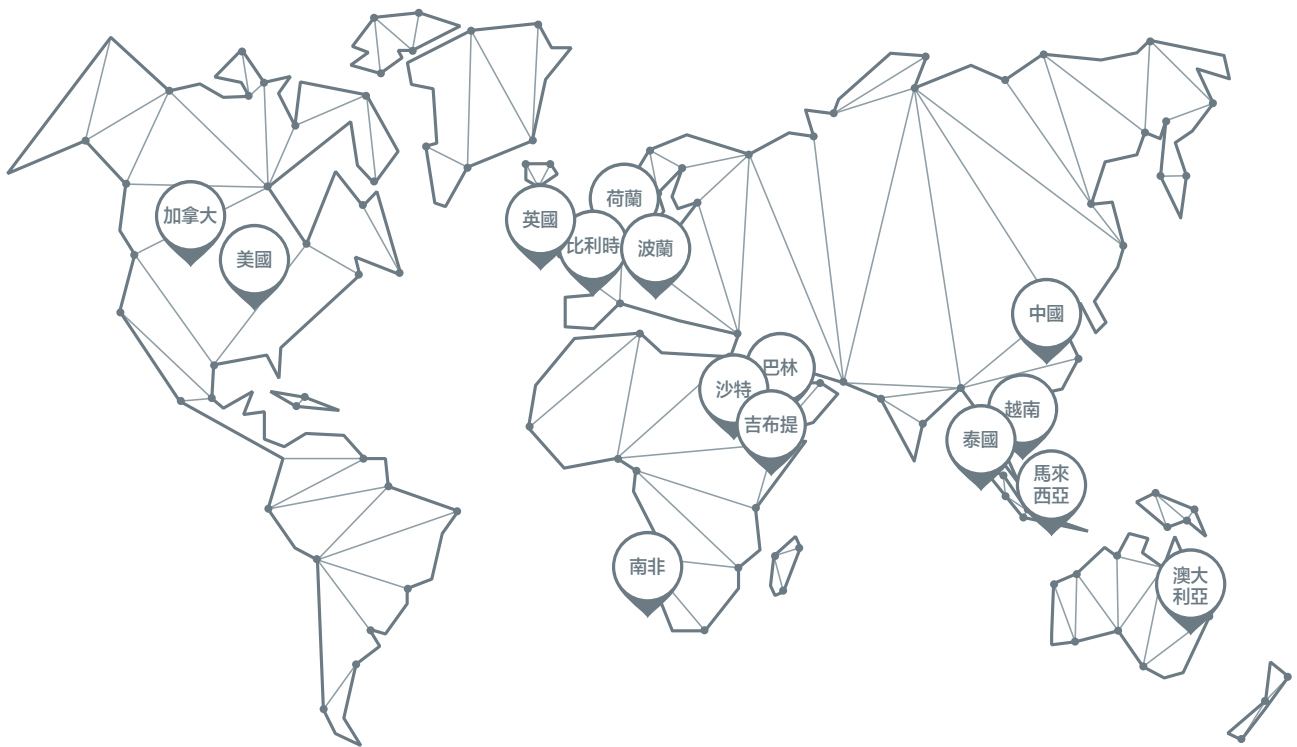 加拿大
美國
英國
荷蘭
比利時
波蘭
中國
巴林
沙特
吉布提
越南
泰國
馬來
西亞
南非
澳大
利亞